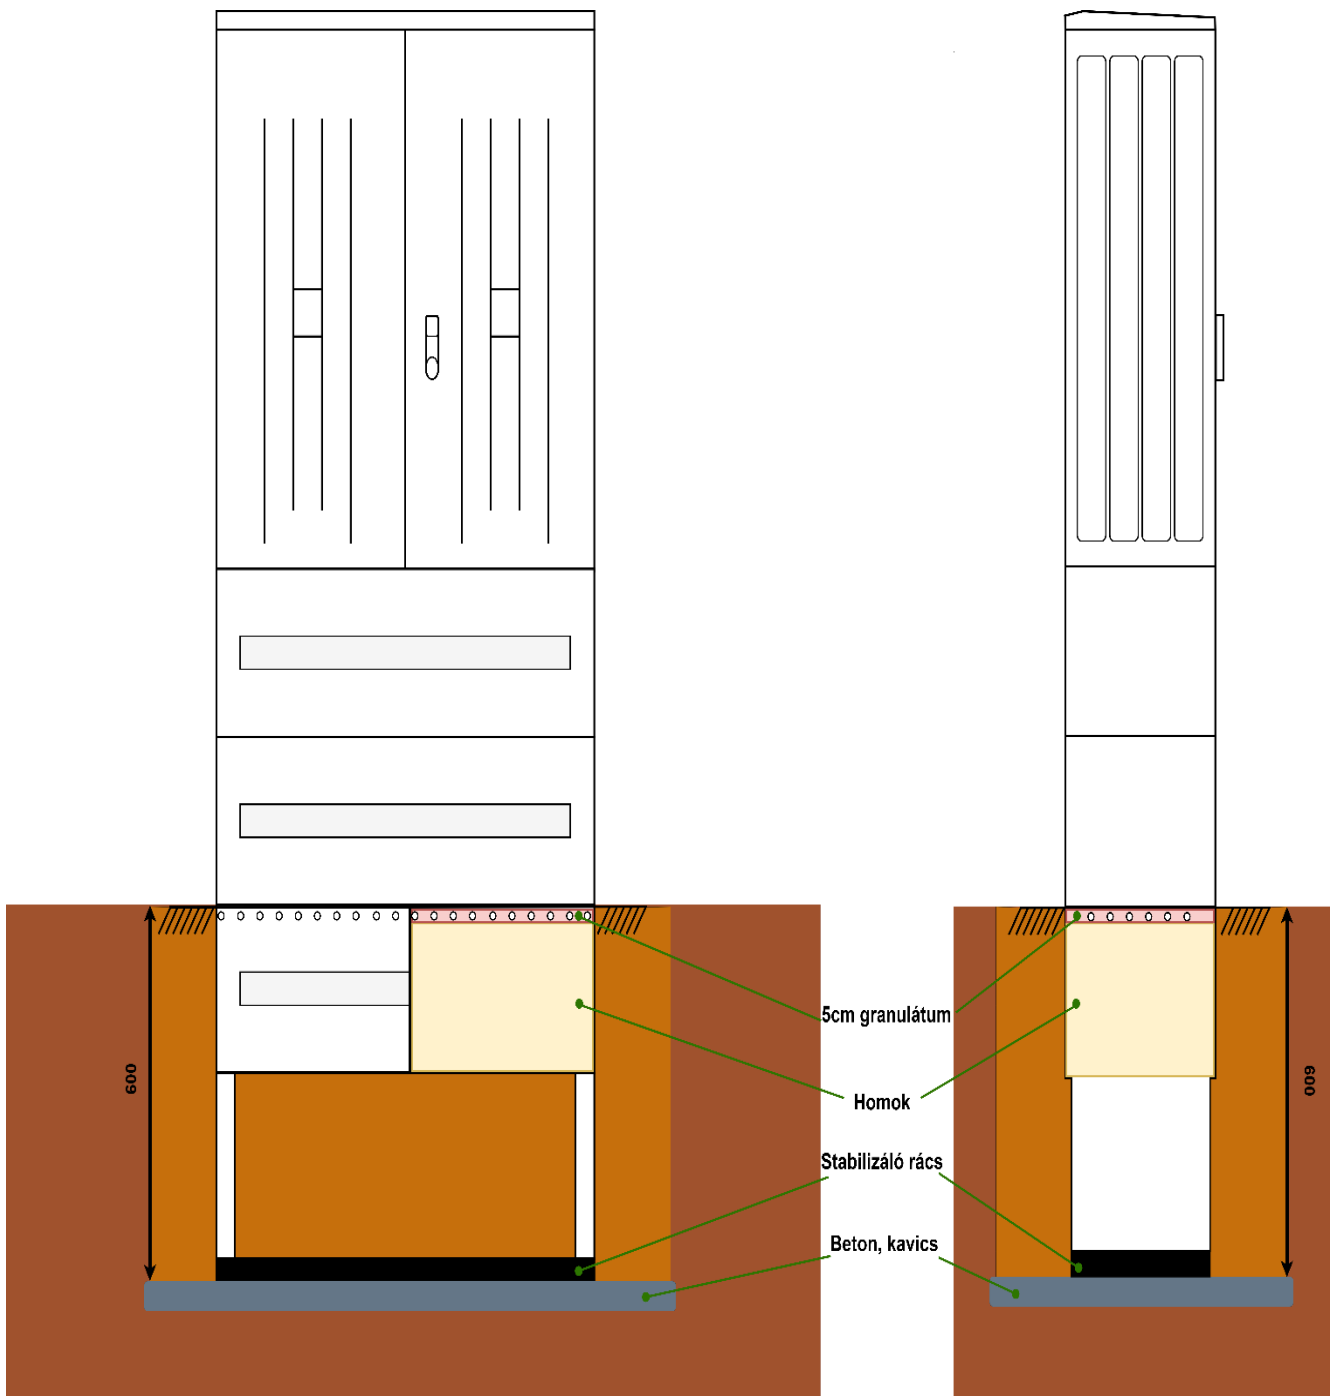 5cm granulátum
600
600
Homok
Stabilizáló rács
Beton, kavics